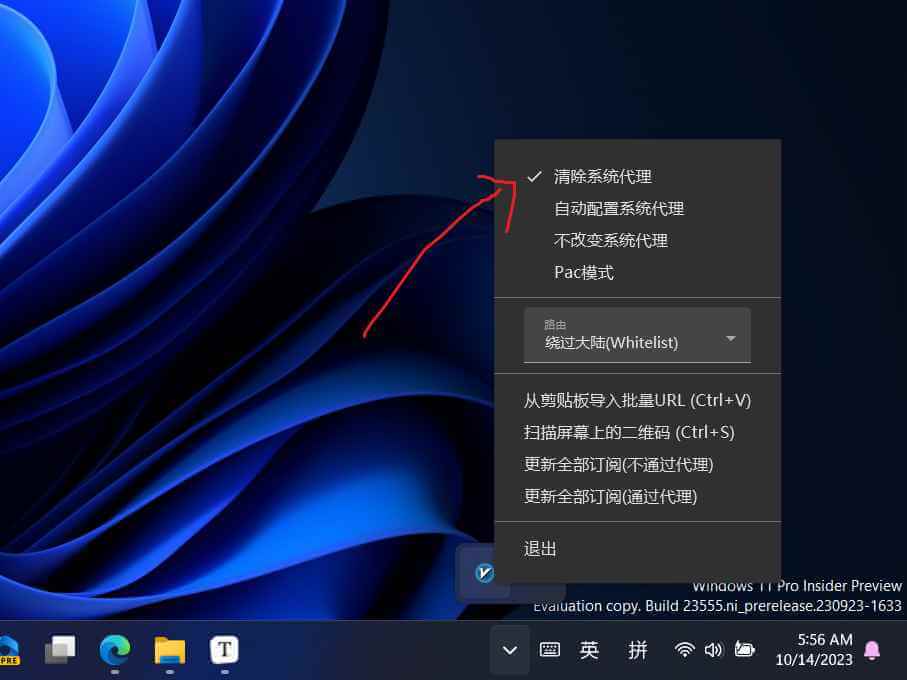 清除系统代理
自动配置系统代理
不改变系统代理
Pac模式
路由
绕过大陆(Whitelist)
从剪贴板导入批量URL (Ctrl+V)
扫描屏幕上的二维码 (Ctrl+S)
更新全部订阅(不通过代理)
更新全部订阅(通过代理)
退出
Windows 11 Pro Insider Preview
Evaluation copy. Build 23555.ni_prerelease.230923-1633
PRE
T
英
拼
5:56 AM
10/14/2023